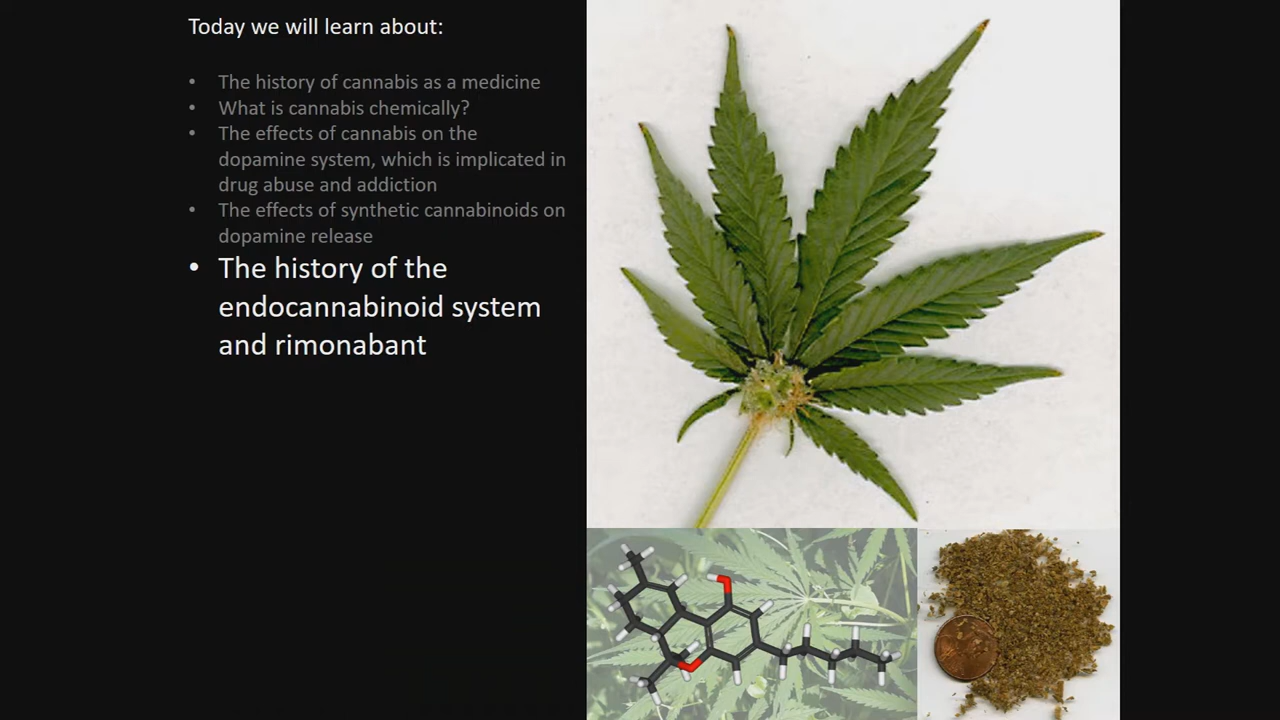 Today we will learn about:
• The history of cannabis as a medicine
• What is cannabis chemically?
• The effects of cannabis on the
dopamine system, which is implicated in
drug abuse and addiction
• The effects of synthetic cannabinoids on
dopamine release
• The history of the
endocannabinoid system
and rimonabant